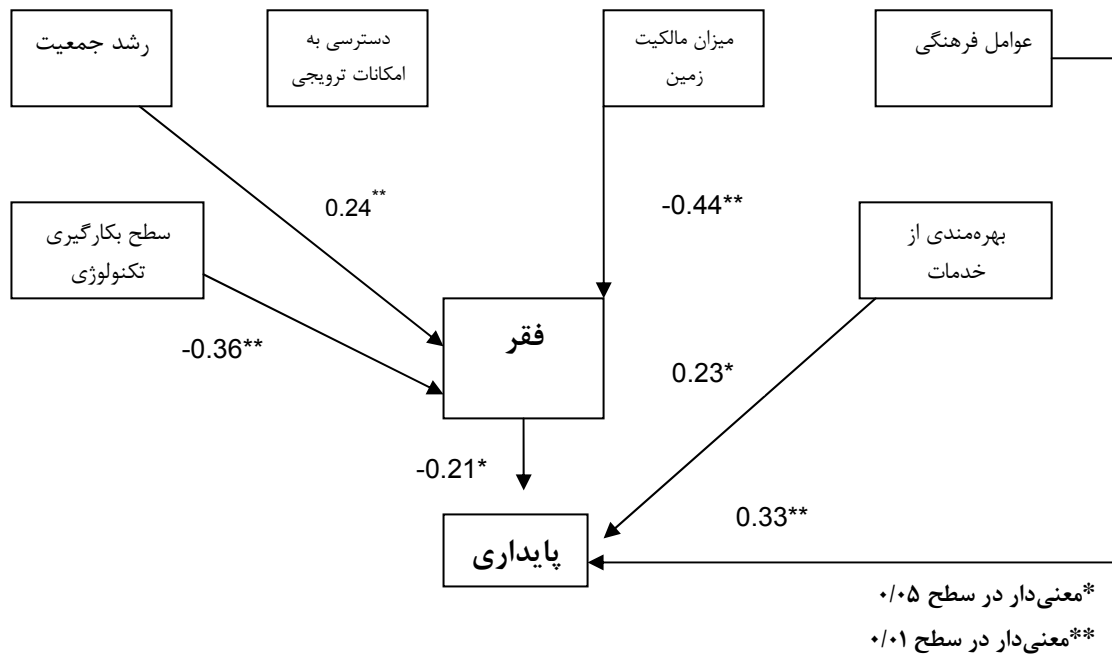 عوامل فرهنگی
میزان مالکیت
زمین
دسترسی به
امکانات ترویجی
رشد جمعیت
0.24**
-0.44**
بهره‌مندی از
خدمات
سطح بکارگیری
تکنولوژی
فقر
-0.36**
0.23*
-0.21*
0.33**
پایداری
*معنی‌دار در سطح ۰/۰۵
**معنی‌دار در سطح ۰/۰۱